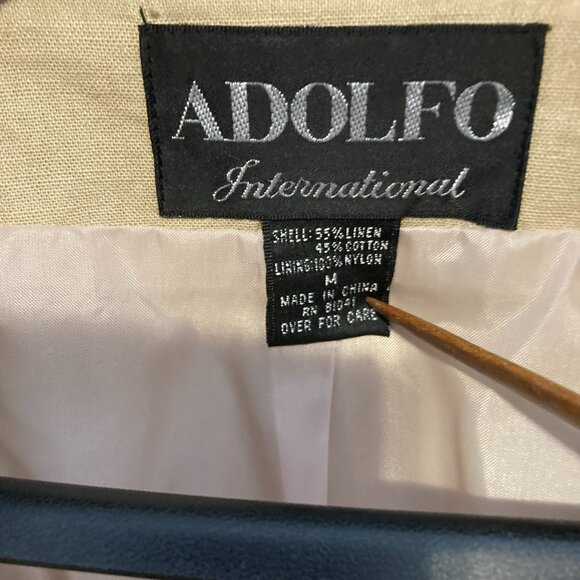 ADOLFO
International
SHELL: 55% LINEN
45% COTTON
LINING: 100% NYLON
M
MADE IN CHINA
RN 81041
OVER FOR CARE